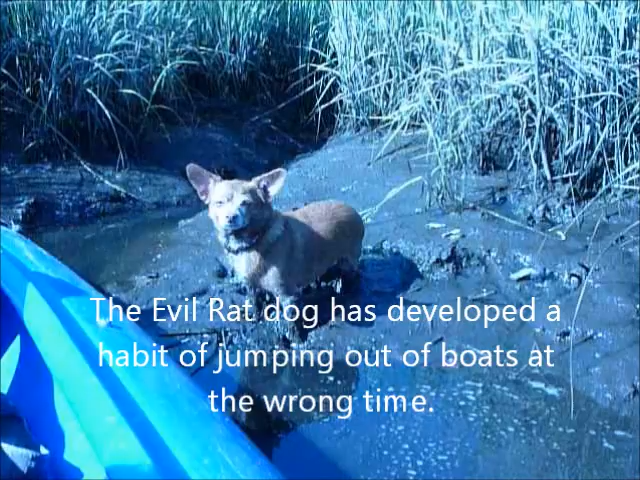 The Evil Rat dog has developed a
habit of jumping out of boats at
the wrong time.